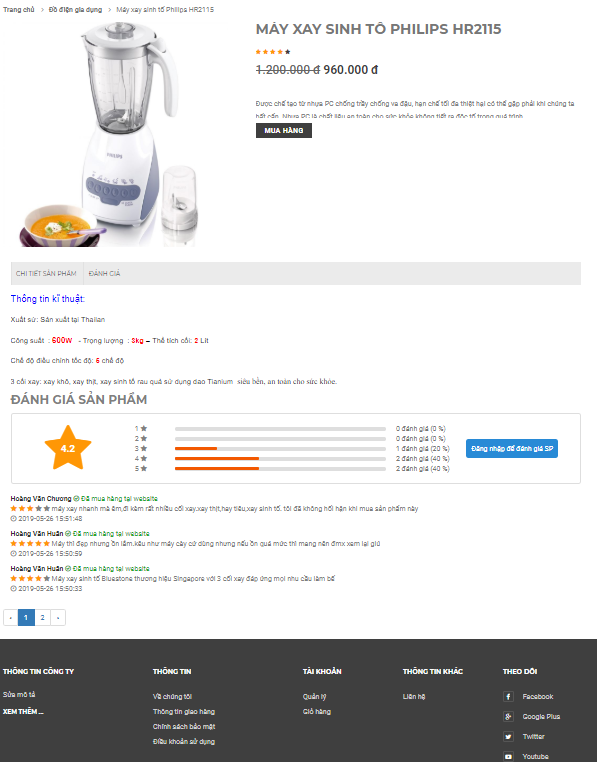 Trang chủ > Đồ điện gia dụng > Máy xay sinh tố Philips HR2115
MÁY XAY SINH TỐ PHILIPS HR2115
1.200.000 đ 960.000 đ
Được chế tạo từ nhựa PC chống trầy chống va đậu, hạn chế tối đa thiệt hại có thể gặp phải khi chúng ta
bất cẩn. Nhựa PC là chất liệu an toàn cho sức khỏe không tiết ra độc tố trong quá trình
MUA HÀNG
PHILIPS
CHI TIẾT SẢN PHẨM
ĐÁNH GIÁ
Thông tin kĩ thuật:
Xuất sứ: Sản xuất tại Thailan
Công suất : 600W - Trọng lượng : 3kg – Thể tích cối: 2 Lít
Chế độ điều chỉnh tốc độ: 6 chế độ
3 cối xay: xay khô, xay thịt, xay sinh tố rau quả sử dụng dao Tianium siêu bền, an toàn cho sức khỏe.
ĐÁNH GIÁ SẢN PHẨM
4.2
1 ★ 0 đánh giá (0 %)
2 ★ 0 đánh giá (0 %)
3 ★ 1 đánh giá (20 %)
4 ★ 2 đánh giá (40 %)
5 ★ 2 đánh giá (40 %)
Đăng nhập để đánh giá SP
Hoàng Văn Chương Đã mua hàng tại website
máy xay nhanh mà êm,đi kèm rất nhiều cối xay.xay thịt,hay tiêu,xay sinh tố. tôi đã không hối hận khi mua sản phẩm này
2019-05-26 15:51:48
Hoàng Văn Huân Đã mua hàng tại website
Máy thì đẹp nhưng ồn lắm.kêu như máy cày cứ dùng nhưng nếu ồn quá mức thì mang nên đmx xem lại giú
2019-05-26 15:50:59
Hoàng Văn Huân Đã mua hàng tại website
Máy xay sinh tố Bluestone thương hiệu Singapore với 3 cối xay đáp ứng mọi nhu cầu làm bế
2019-05-26 15:50:33
« 1 2 »
THÔNG TIN CÔNG TY
Sửa mô tả
XEM THÊM ...
THÔNG TIN
Về chúng tôi
Thông tin giao hàng
Chính sách bảo mật
Điều khoản sử dụng
TÀI KHOẢN
Quản lý
Giỏ hàng
THÔNG TIN KHÁC
Liên hệ
THEO DÕI
Facebook
Google Plus
Twitter
Youtube